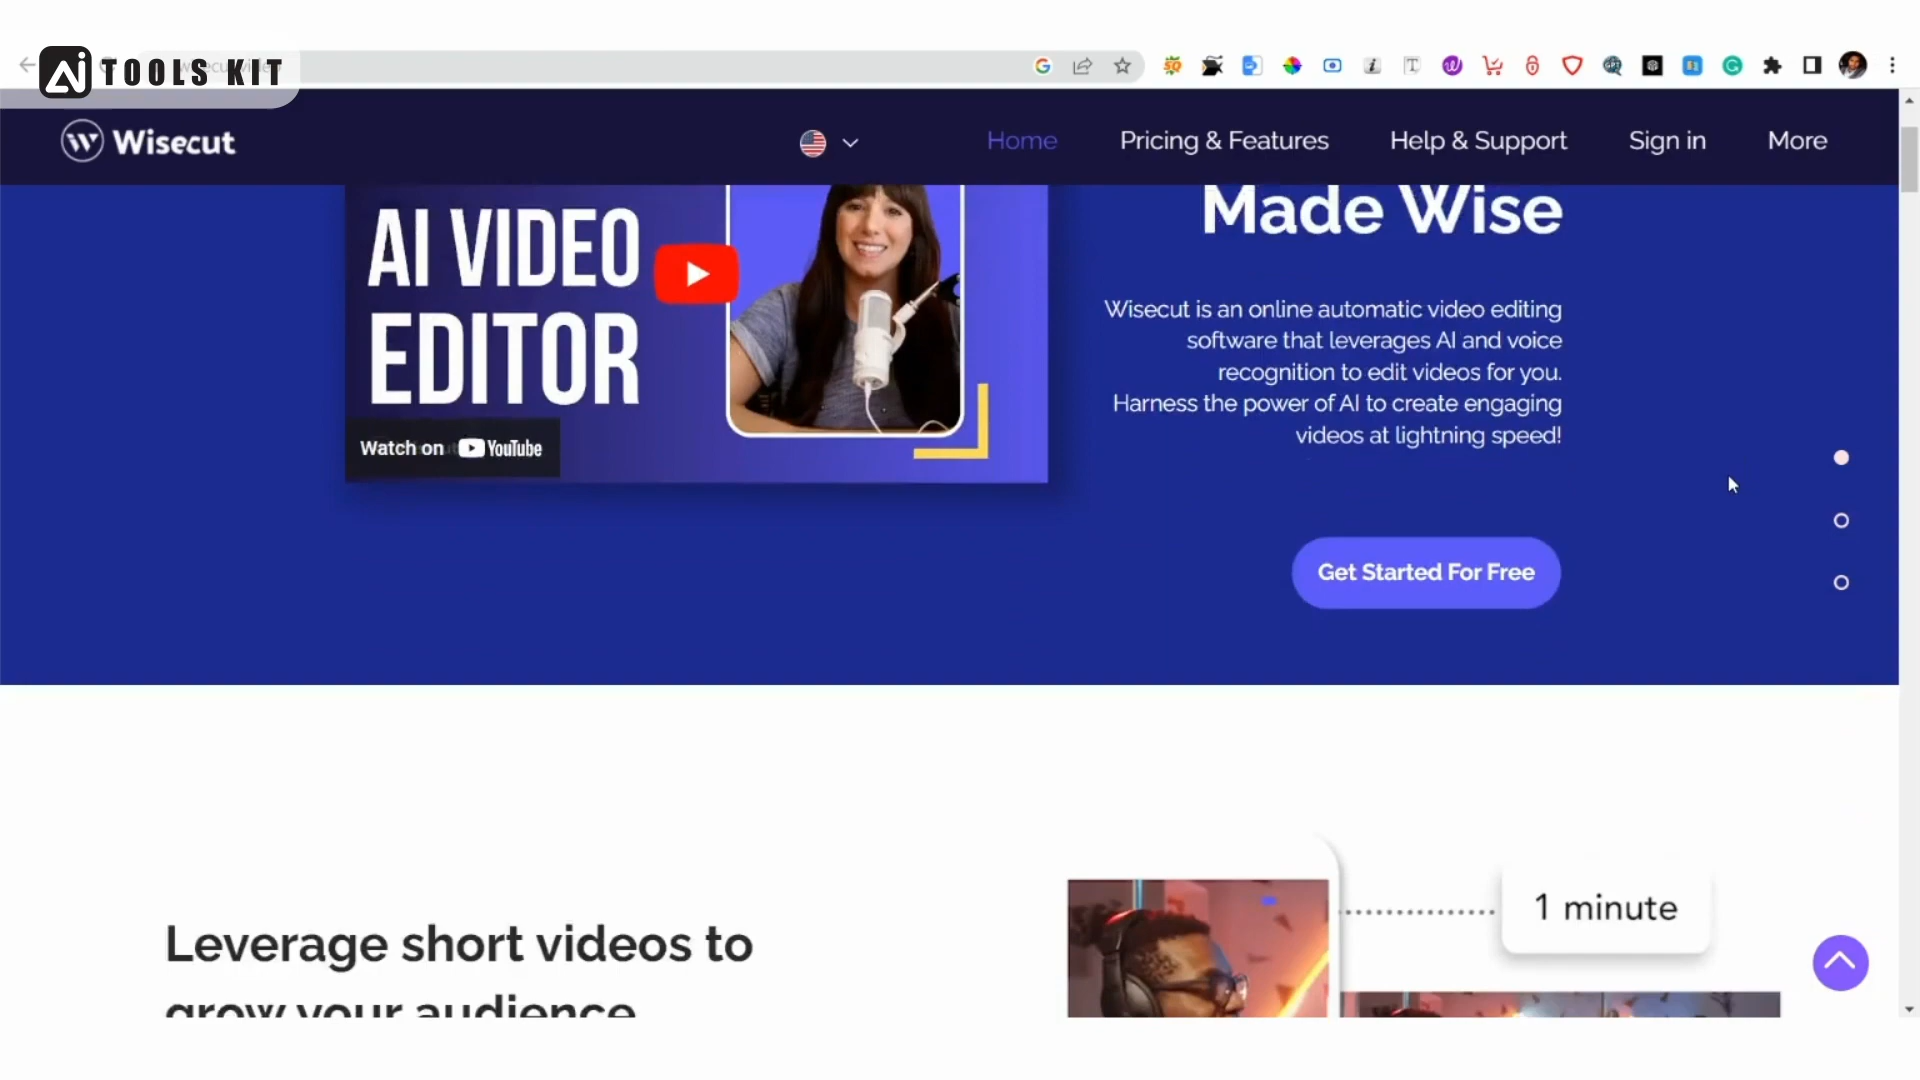 TOOLS KIT
Wisecut
Home
Pricing & Features
Help & Support
Sign in
More
AI VIDEO
EDITOR
Watch on YouTube
Made Wise
Wisecut is an online automatic video editing
software that leverages AI and voice
recognition to edit videos for you.
Harness the power of AI to create engaging
videos at lightning speed!
Get Started For Free
Leverage short videos to
grow your audience
1 minute